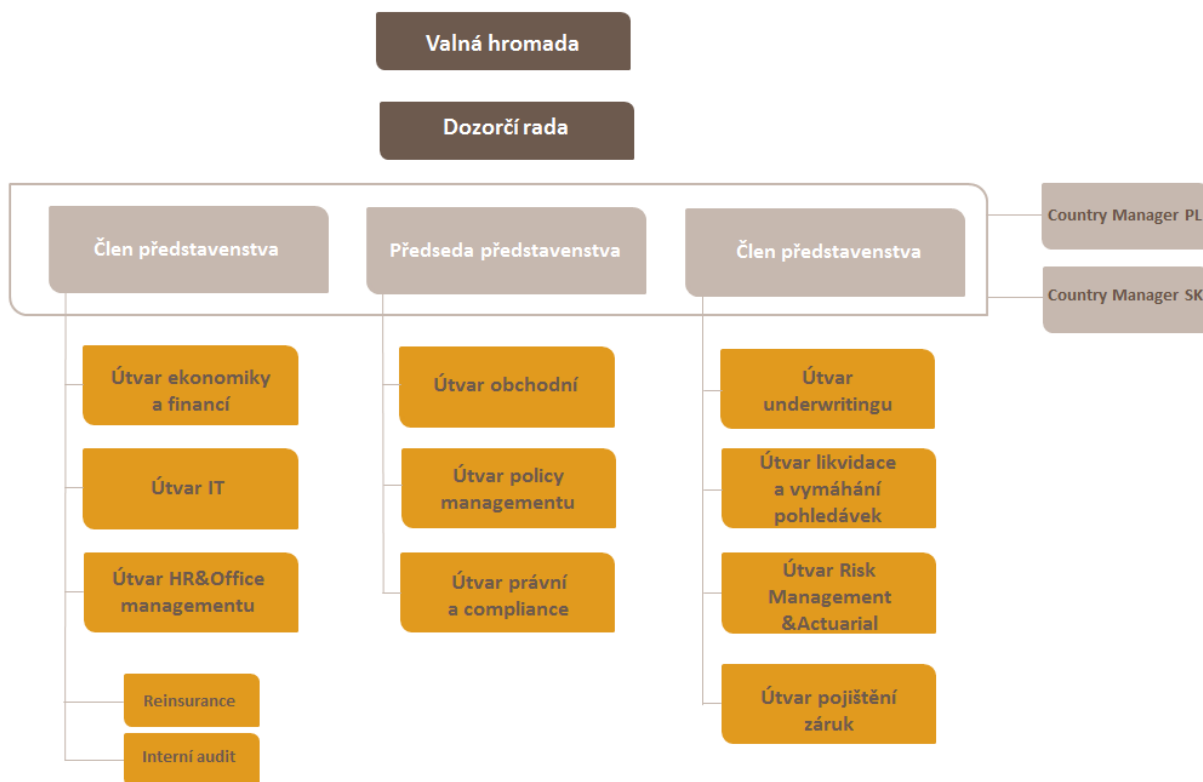 Valná hromada
Dozorčí rada
Člen představenstva
Předseda představenstva
Člen představenstva
Country Manager PL
Country Manager SK
Útvar ekonomiky
a financí
Útvar IT
Útvar HR&Office
managementu
Reinsurance
Interní audit
Útvar obchodní
Útvar policy
managementu
Útvar právní
a compliance
Útvar
underwritingu
Útvar likvidace
a vymáhání
pohledávek
Útvar Risk
Management
&Actuarial
Útvar pojištění
záruk